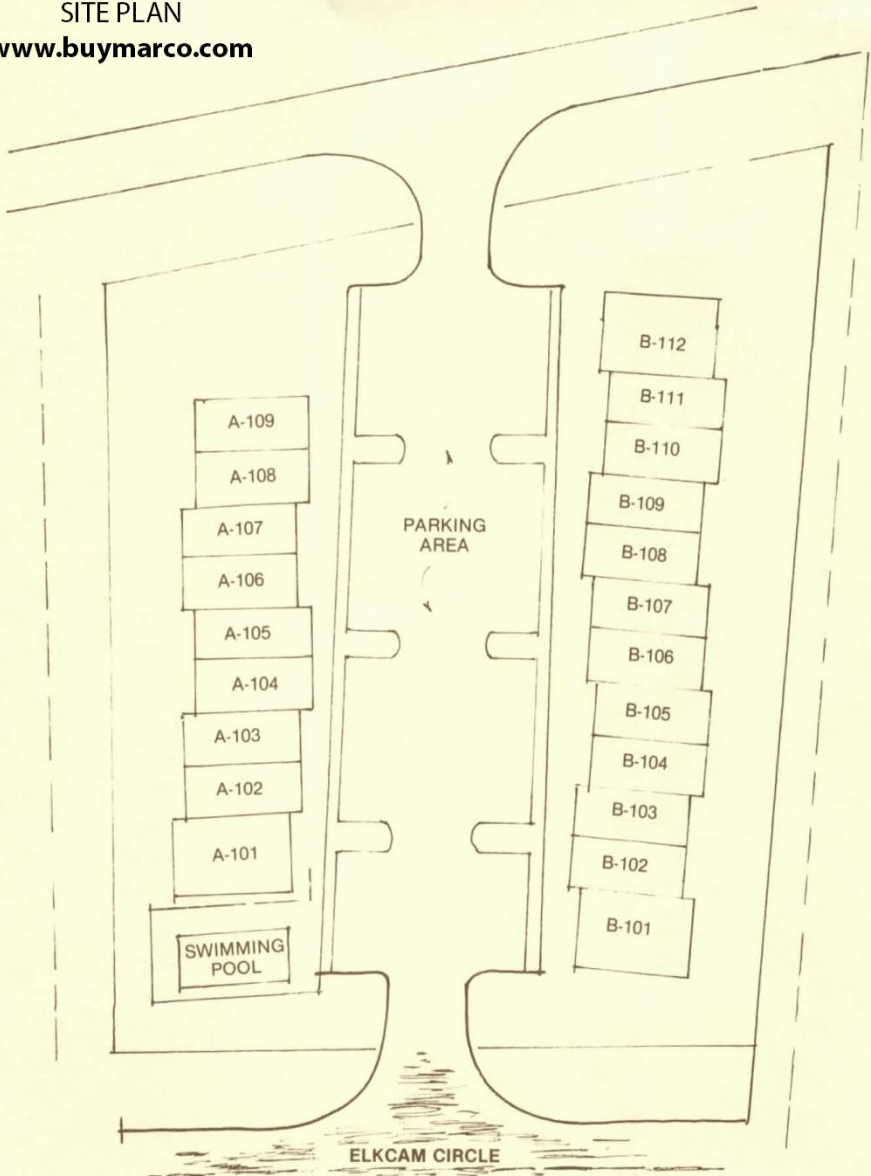 SITE PLAN
www.buymarco.com
A-109
A-108
A-107
A-106
A-105
A-104
A-103
A-102
A-101
SWIMMING
POOL
PARKING
AREA
B-112
B-111
B-110
B-109
B-108
B-107
B-106
B-105
B-104
B-103
B-102
B-101
ELKCAM CIRCLE